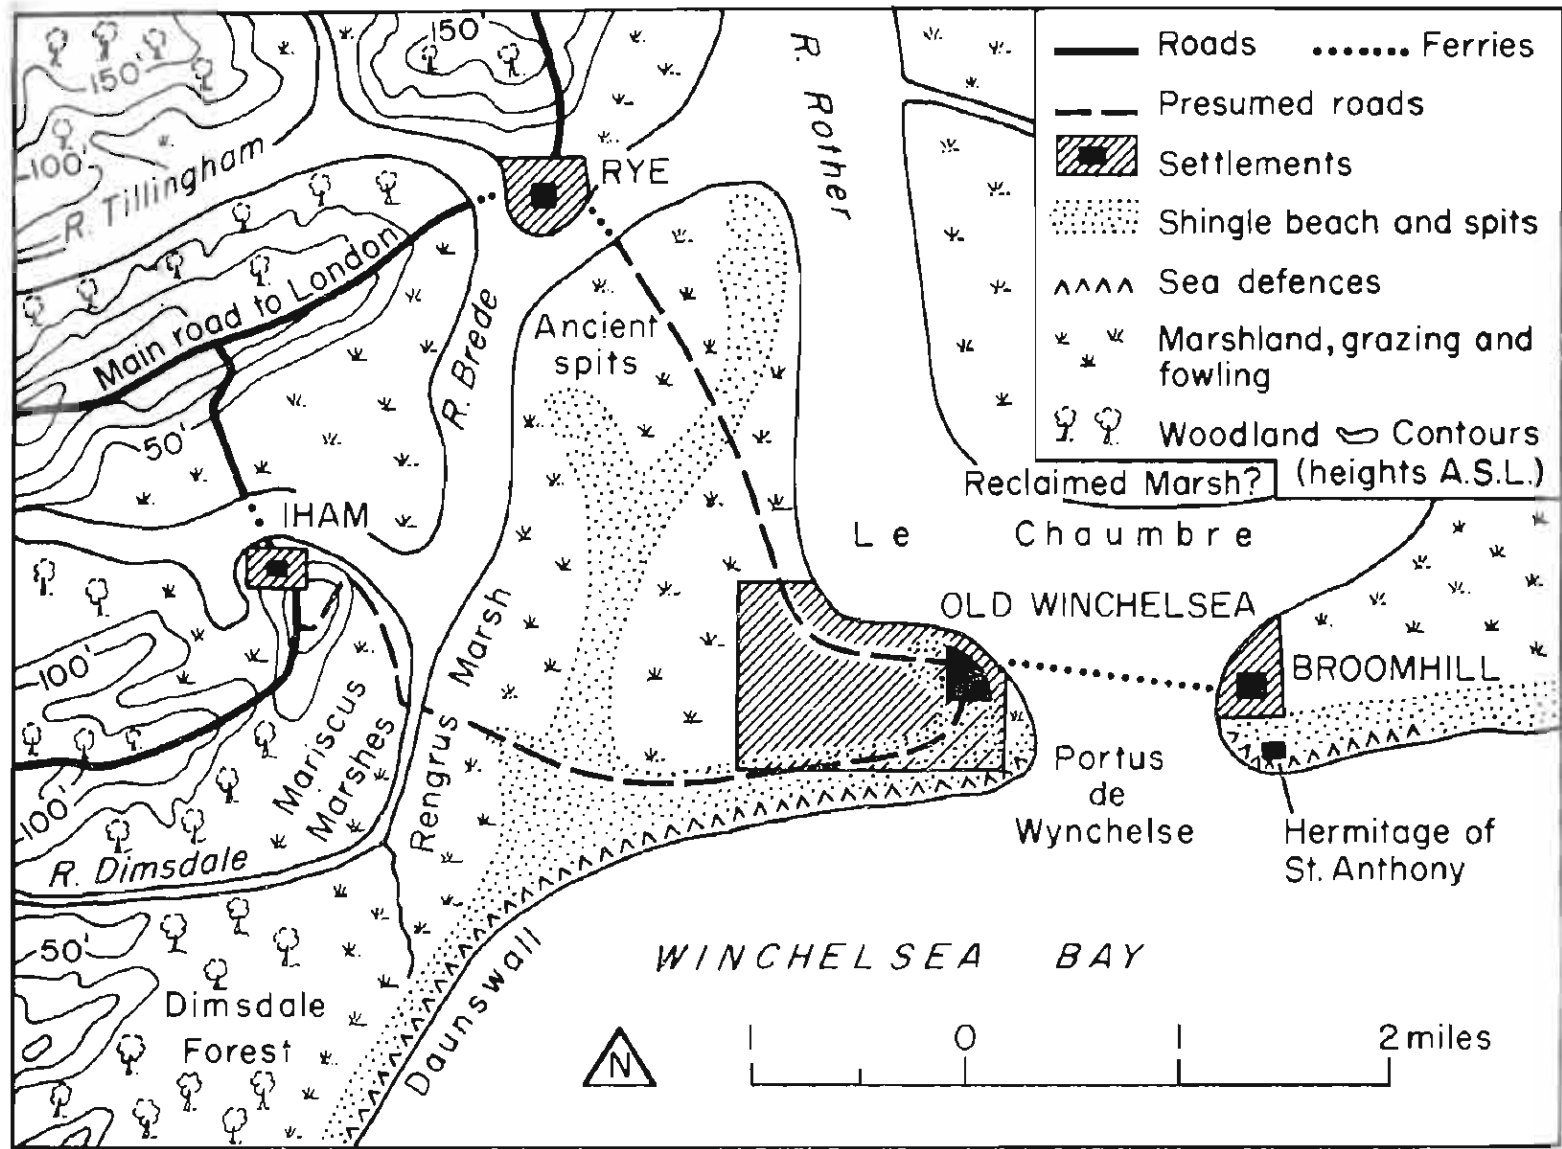 150'
150'
100'
R. Tillingham
RYE
R. Rother
Roads
Ferries
Presumed roads
Settlements
Shingle beach and spits
Sea defences
Marshland, grazing and
fowling
Woodland
Contours
(heights A.S.L.)
Main road to London
R. Brede
Ancient
spits
50'
IHAM
Reclaimed Marsh?
Le Chaumbre
OLD WINCHELSEA
BROOMHILL
100'
Mariscus
Marshes
Rengrus Marsh
Portus
de
Wynchelse
Hermitage of
St. Anthony
100'
R. Dimsdale
50'
Dimsdale
Forest
Daunswall
WINCHELSEA BAY
N
1 0 1 2 miles